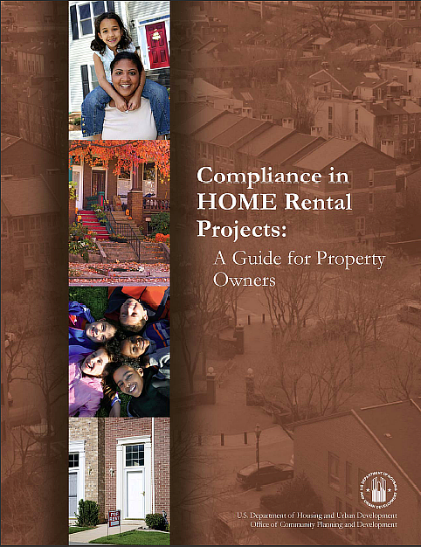 Compliance in
HOME Rental
Projects:
A Guide for Property
Owners
U.S. Department of Housing and Urban Development
Office of Community Planning and Development